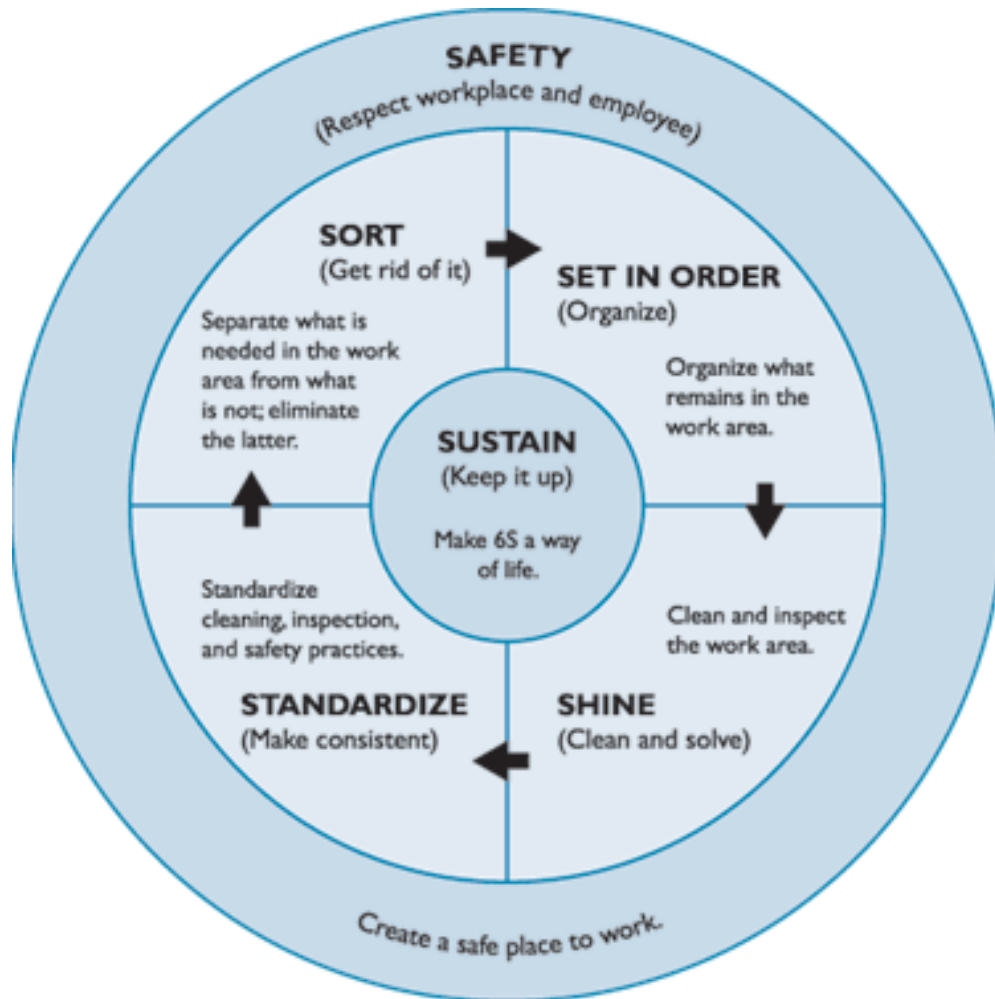 SAFETY
(Respect workplace and employee)
SORT
(Get rid of it)
Separate what is
needed in the work
area from what
is not; eliminate
the latter.
SET IN ORDER
(Organize)
Organize what
remains in the
work area.
SUSTAIN
(Keep it up)
Make 6S a way
of life.
Standardize
cleaning, inspection,
and safety practices.
STANDARDIZE
(Make consistent)
Clean and inspect
the work area.
SHINE
(Clean and solve)
Create a safe place to work.